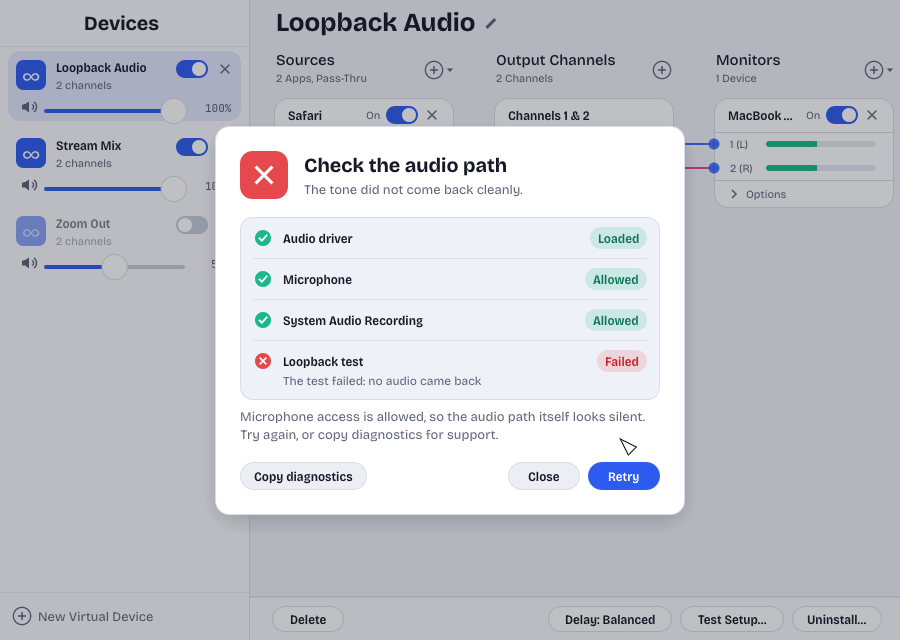 Devices
Loopback Audio
2 channels
100%
Stream Mix
2 channels
Zoom Out
2 channels
New Virtual Device
Loopback Audio
Sources
2 Apps, Pass-Thru
Output Channels
2 Channels
Monitors
1 Device
Safari
On
Channels 1 & 2
MacBook ...
On
1 (L)
2 (R)
Options
Check the audio path
The tone did not come back cleanly.
Audio driver
Loaded
Microphone
Allowed
System Audio Recording
Allowed
Loopback test
Failed
The test failed: no audio came back
Microphone access is allowed, so the audio path itself looks silent.
Try again, or copy diagnostics for support.
Copy diagnostics
Close
Retry
Delete
Delay: Balanced
Test Setup...
Uninstall...